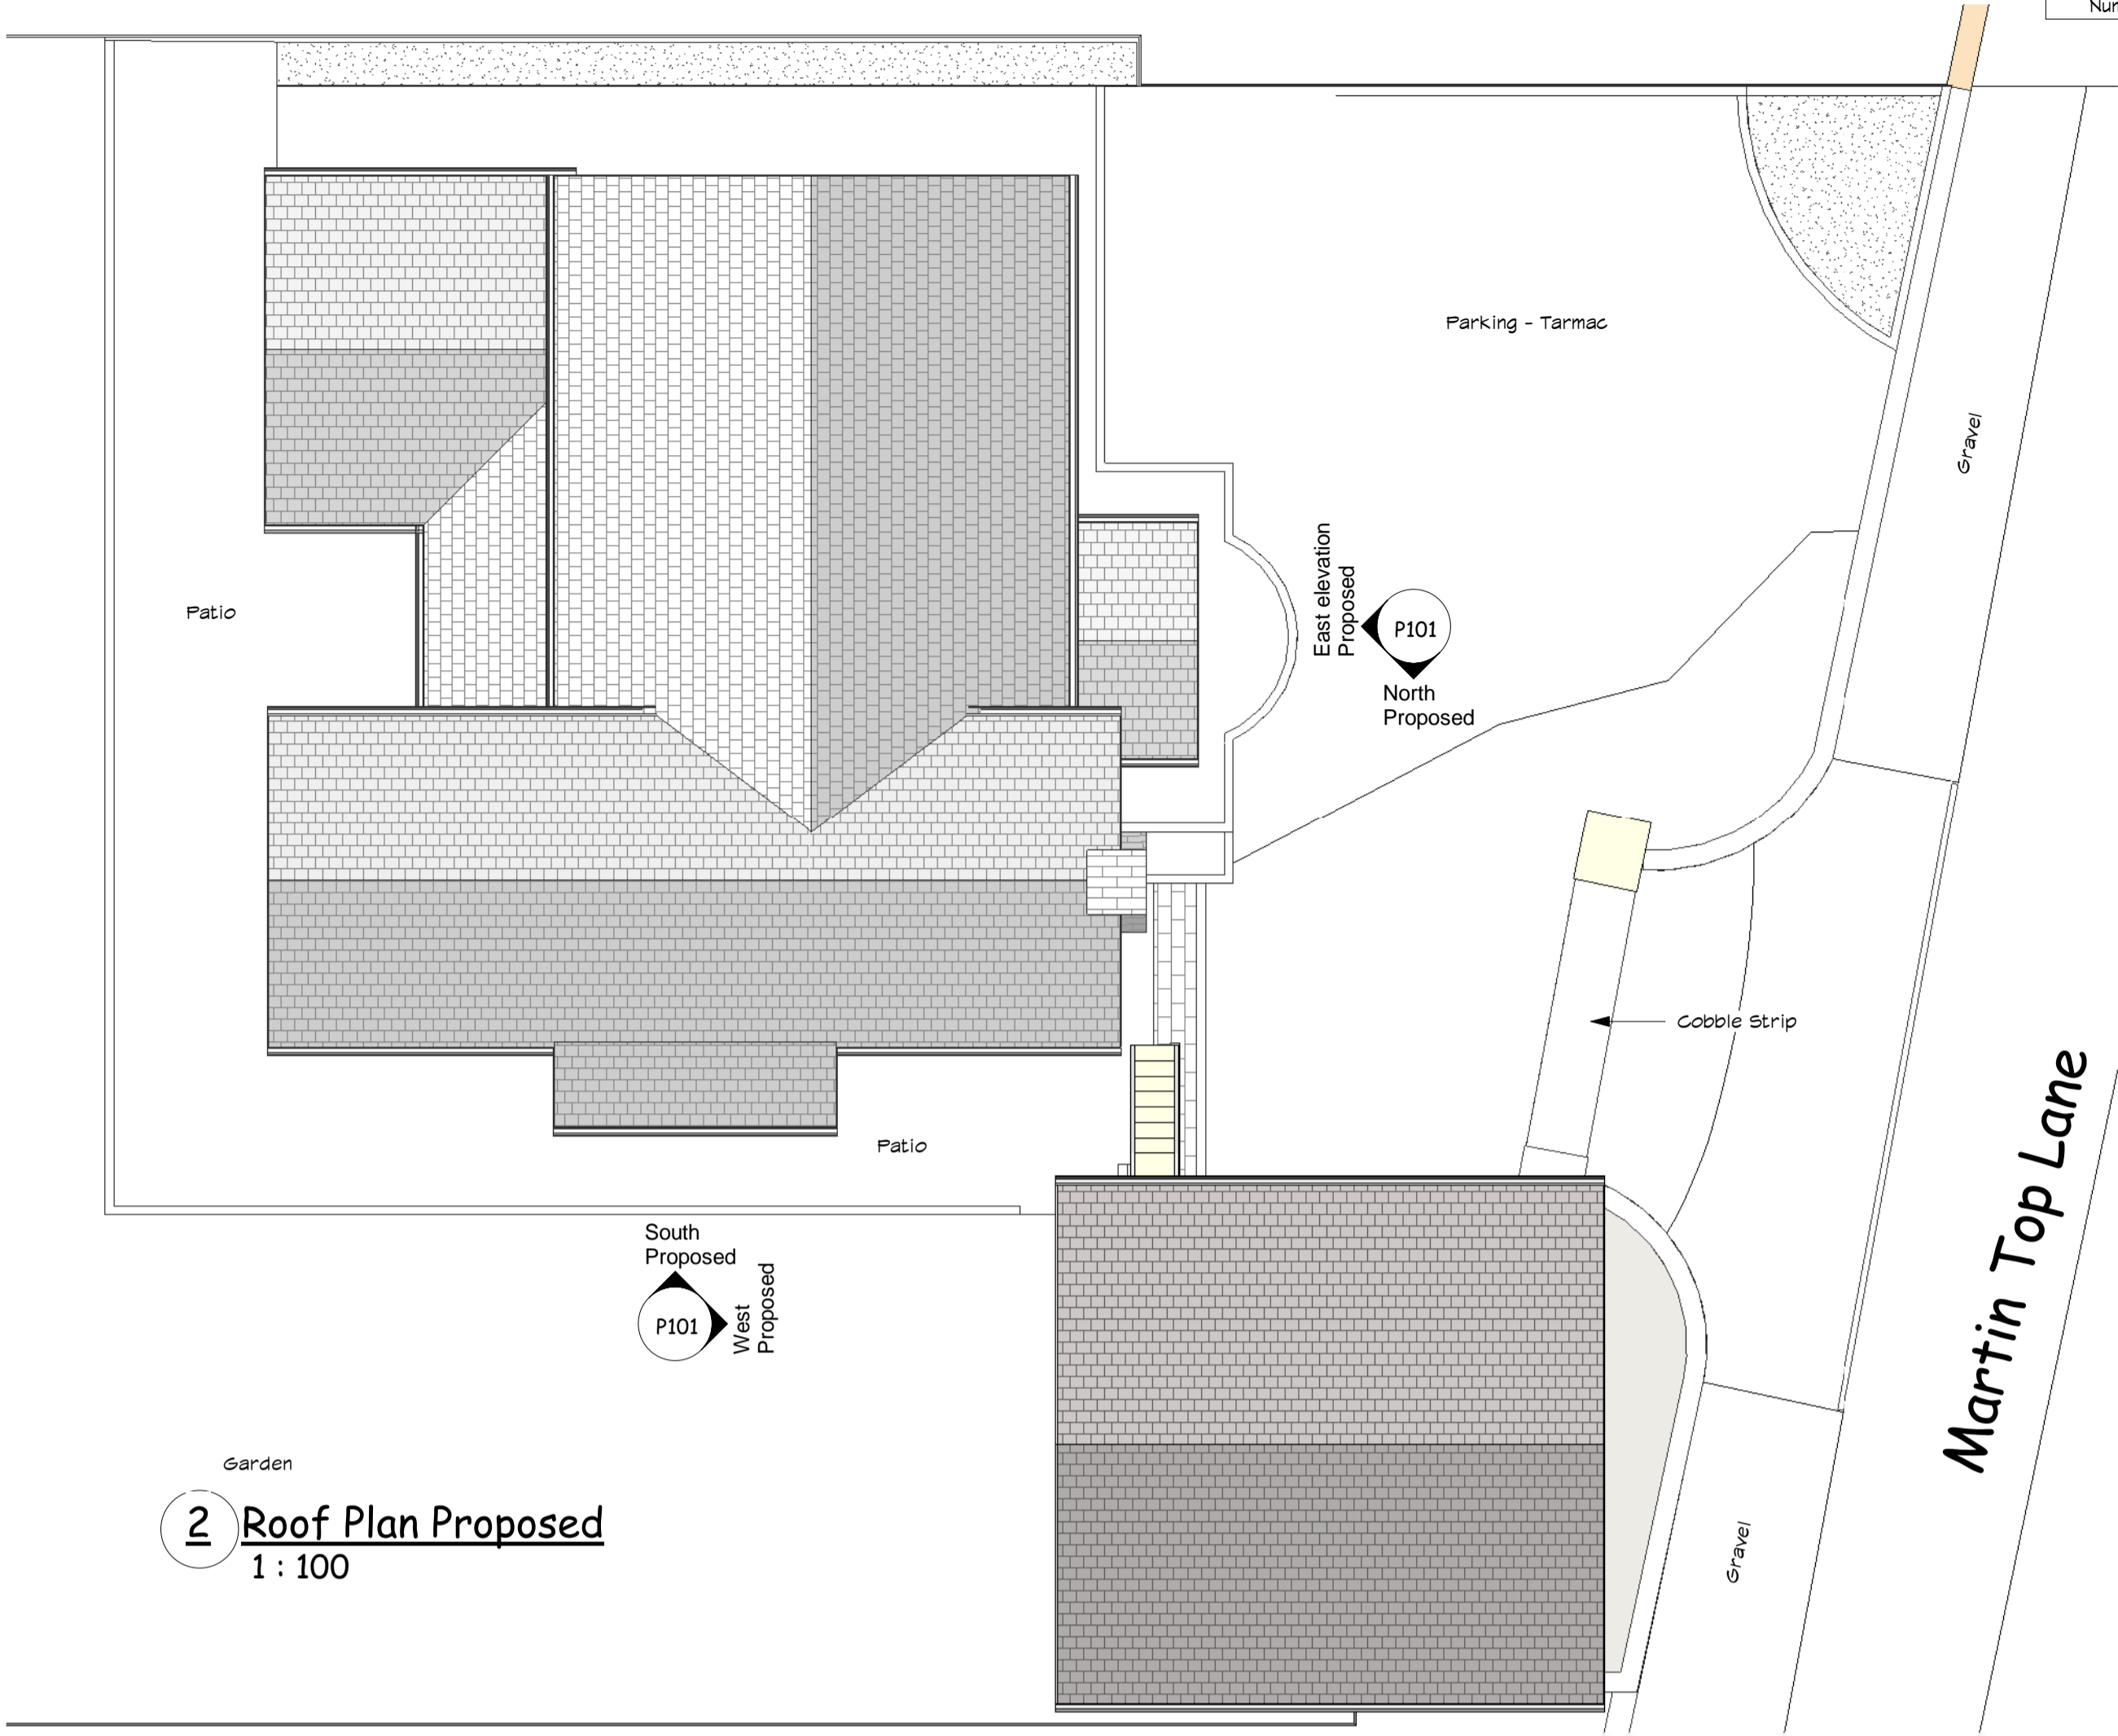 Parking - Tarmac
Gravel
Patio
East elevation
Proposed
P101
North
Proposed
Cobble Strip
Martin Top Lane
Patio
South
Proposed
P101
West
Proposed
Garden
2
Roof Plan Proposed
1 : 100
Gravel